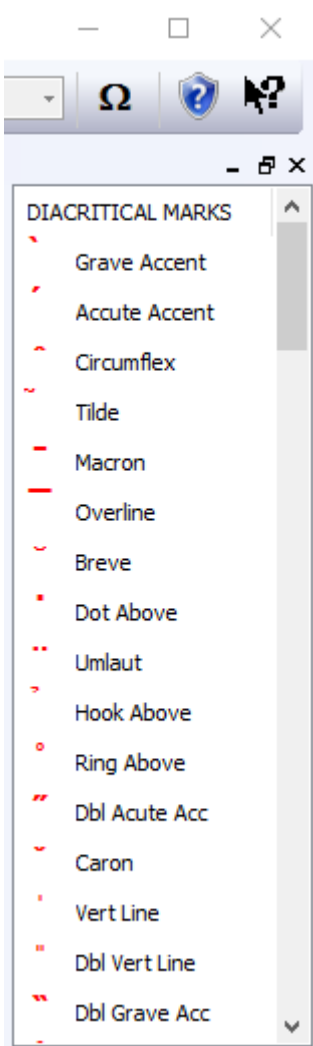 Ω
DIACRITICAL MARKS
Grave Accent
Accute Accent
Circumflex
Tilde
Macron
Overline
Breve
Dot Above
Umlaut
Hook Above
Ring Above
Dbl Acute Acc
Caron
Vert Line
Dbl Vert Line
Dbl Grave Acc